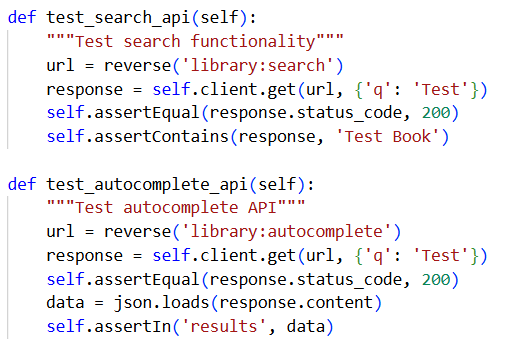 def test_search_api(self):
    """Test search functionality"""
    url = reverse('library:search')
    response = self.client.get(url, {'q': 'Test'})
    self.assertEqual(response.status_code, 200)
    self.assertContains(response, 'Test Book')

def test_autocomplete_api(self):
    """Test autocomplete API"""
    url = reverse('library:autocomplete')
    response = self.client.get(url, {'q': 'Test'})
    self.assertEqual(response.status_code, 200)
    data = json.loads(response.content)
    self.assertIn('results', data)